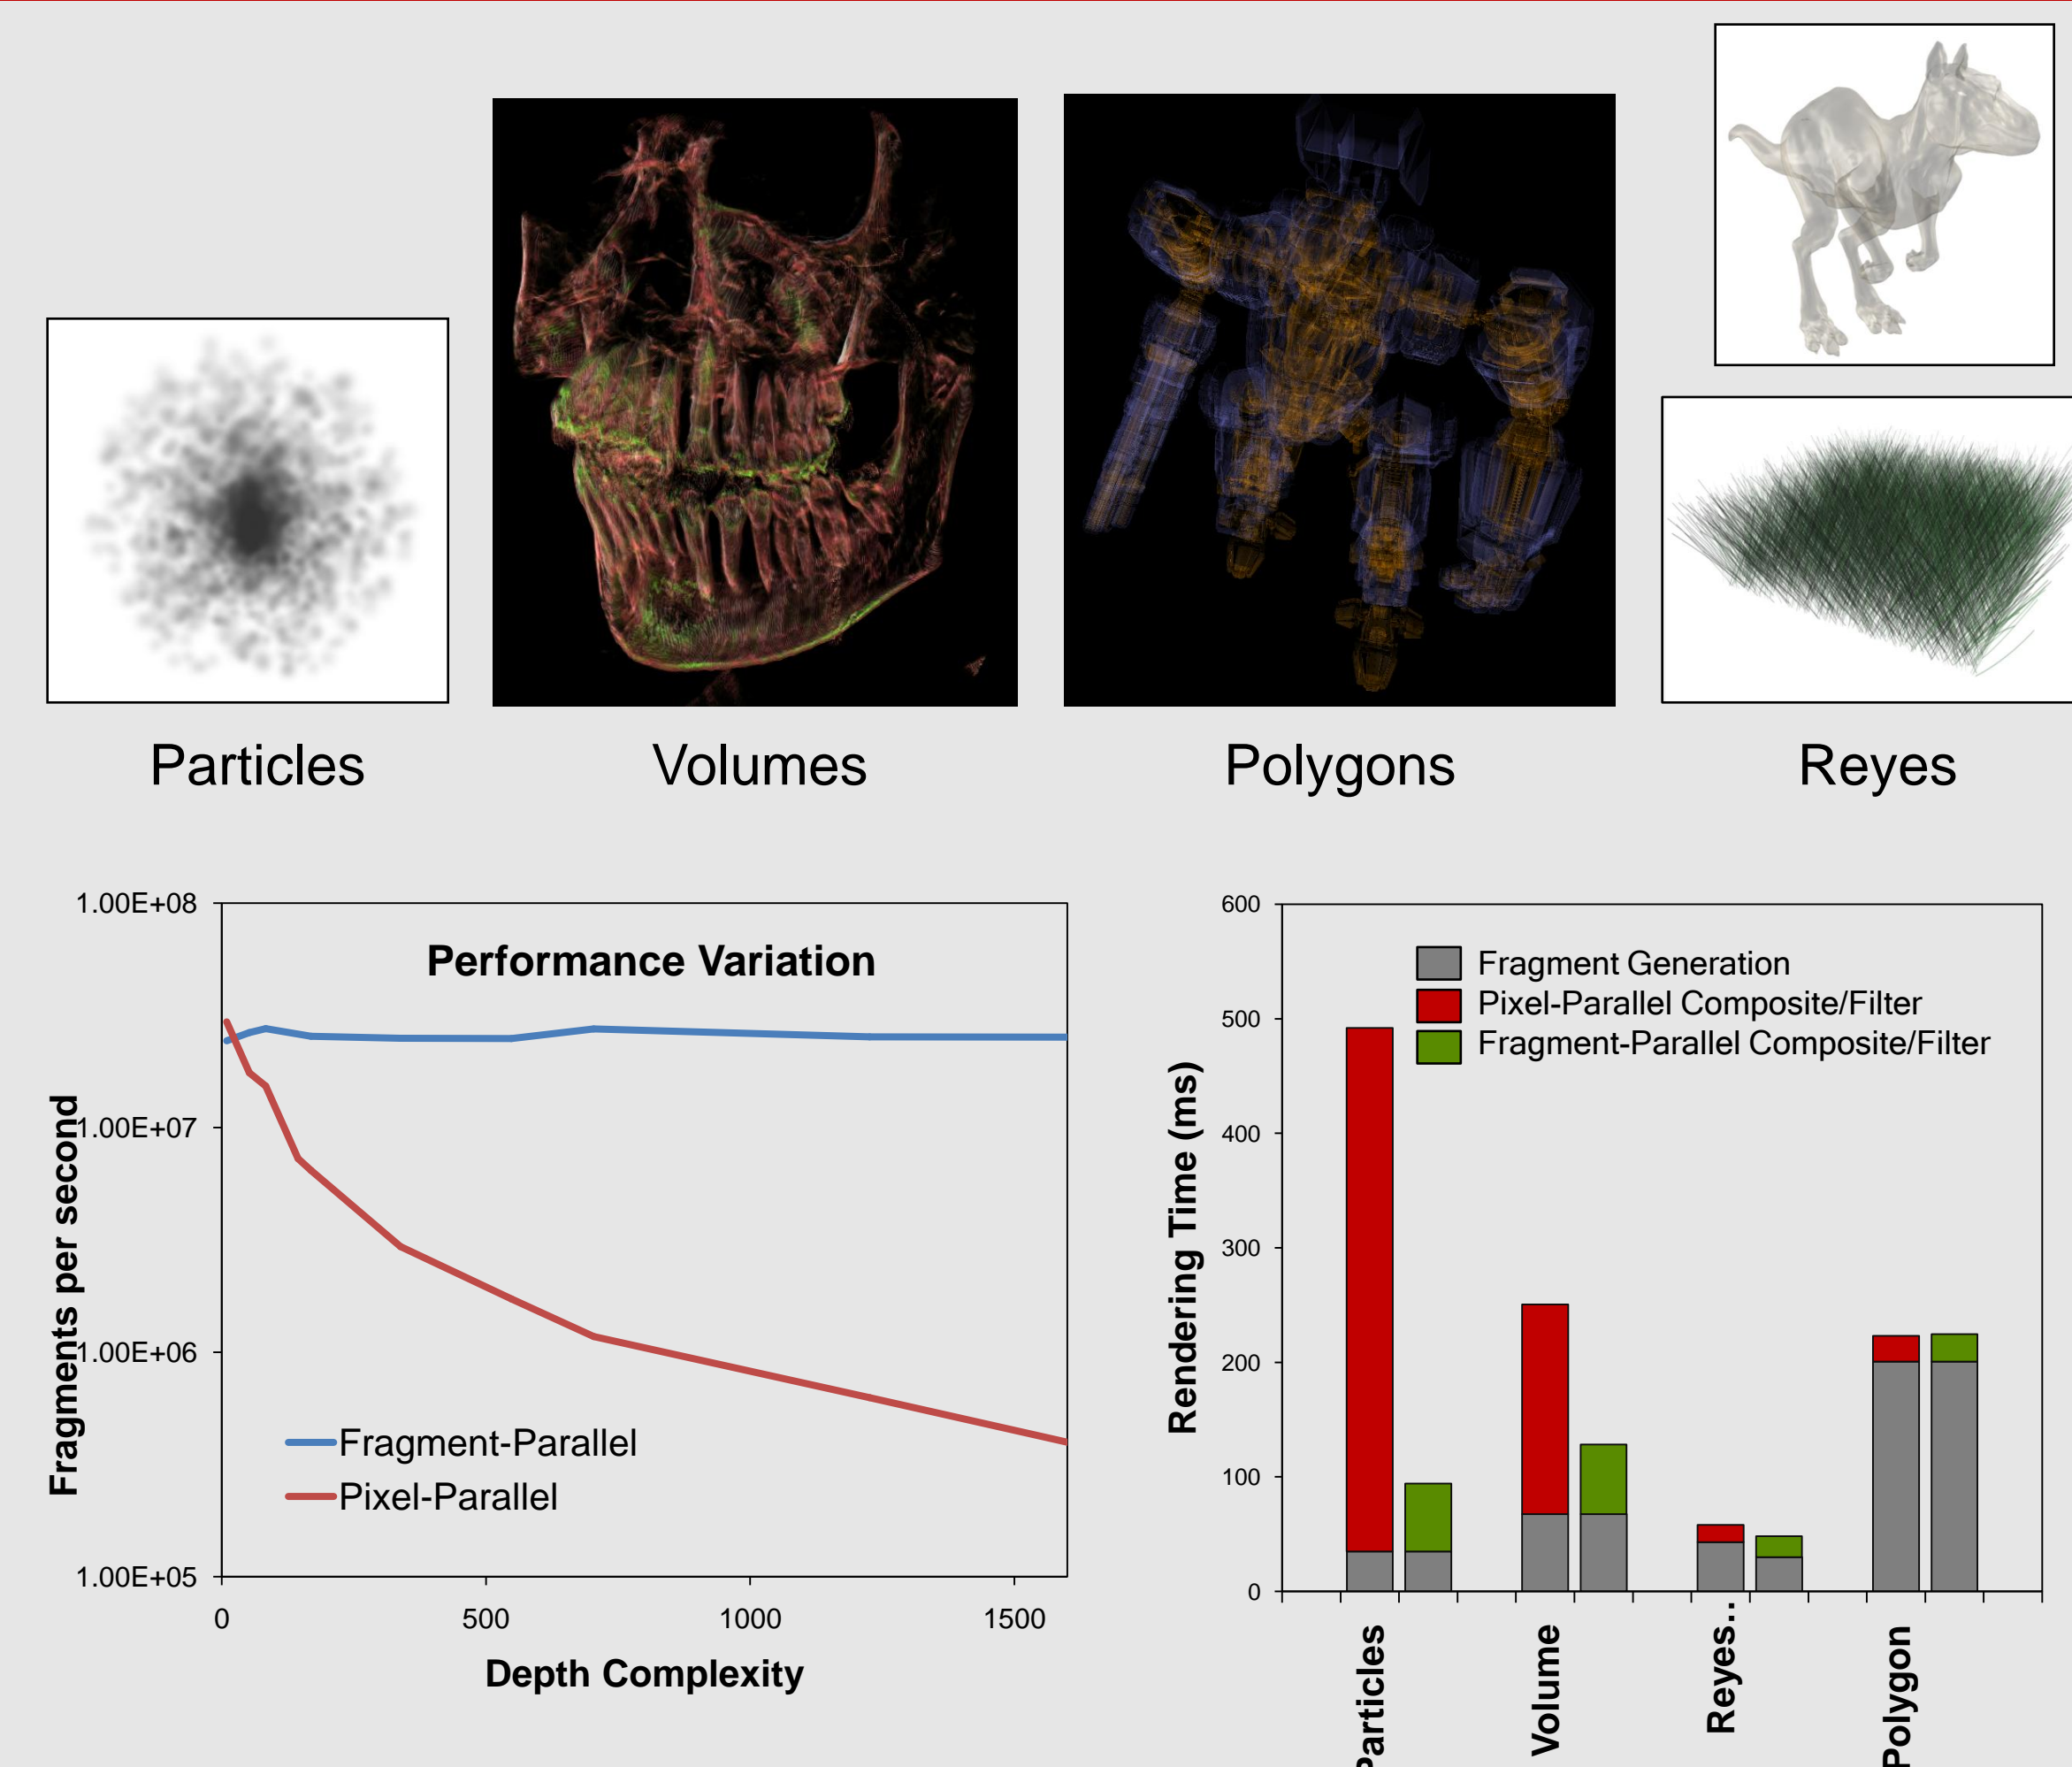 Particles
Volumes
Polygons
Reyes
1.00E+08
1.00E+07
1.00E+06
1.00E+05
Fragments per second
Performance Variation
Fragment-Parallel
Pixel-Parallel
0
500
1000
1500
Depth Complexity
600
500
400
300
200
100
0
Rendering Time (ms)
Fragment Generation
Pixel-Parallel Composite/Filter
Fragment-Parallel Composite/Filter
Particles
Volume
Reyes…
Polygon